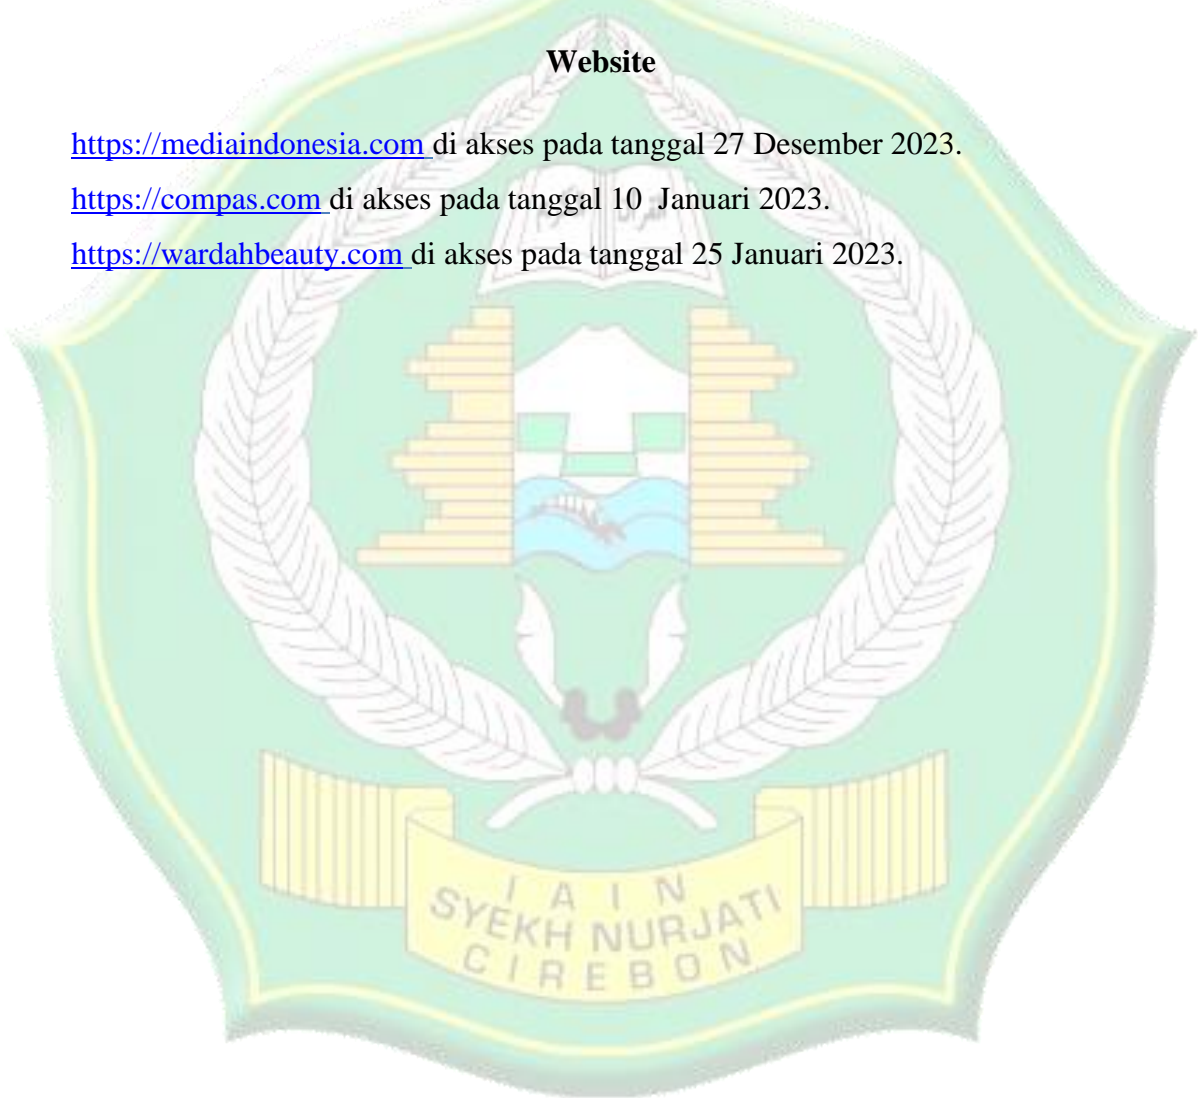 Website
https://mediaindonesia.com di akses pada tanggal 27 Desember 2023.
https://compas.com di akses pada tanggal 10  Januari 2023.
https://wardahbeauty.com di akses pada tanggal 25 Januari 2023.
I A I N
SYEKH NURJATI
CIREBON